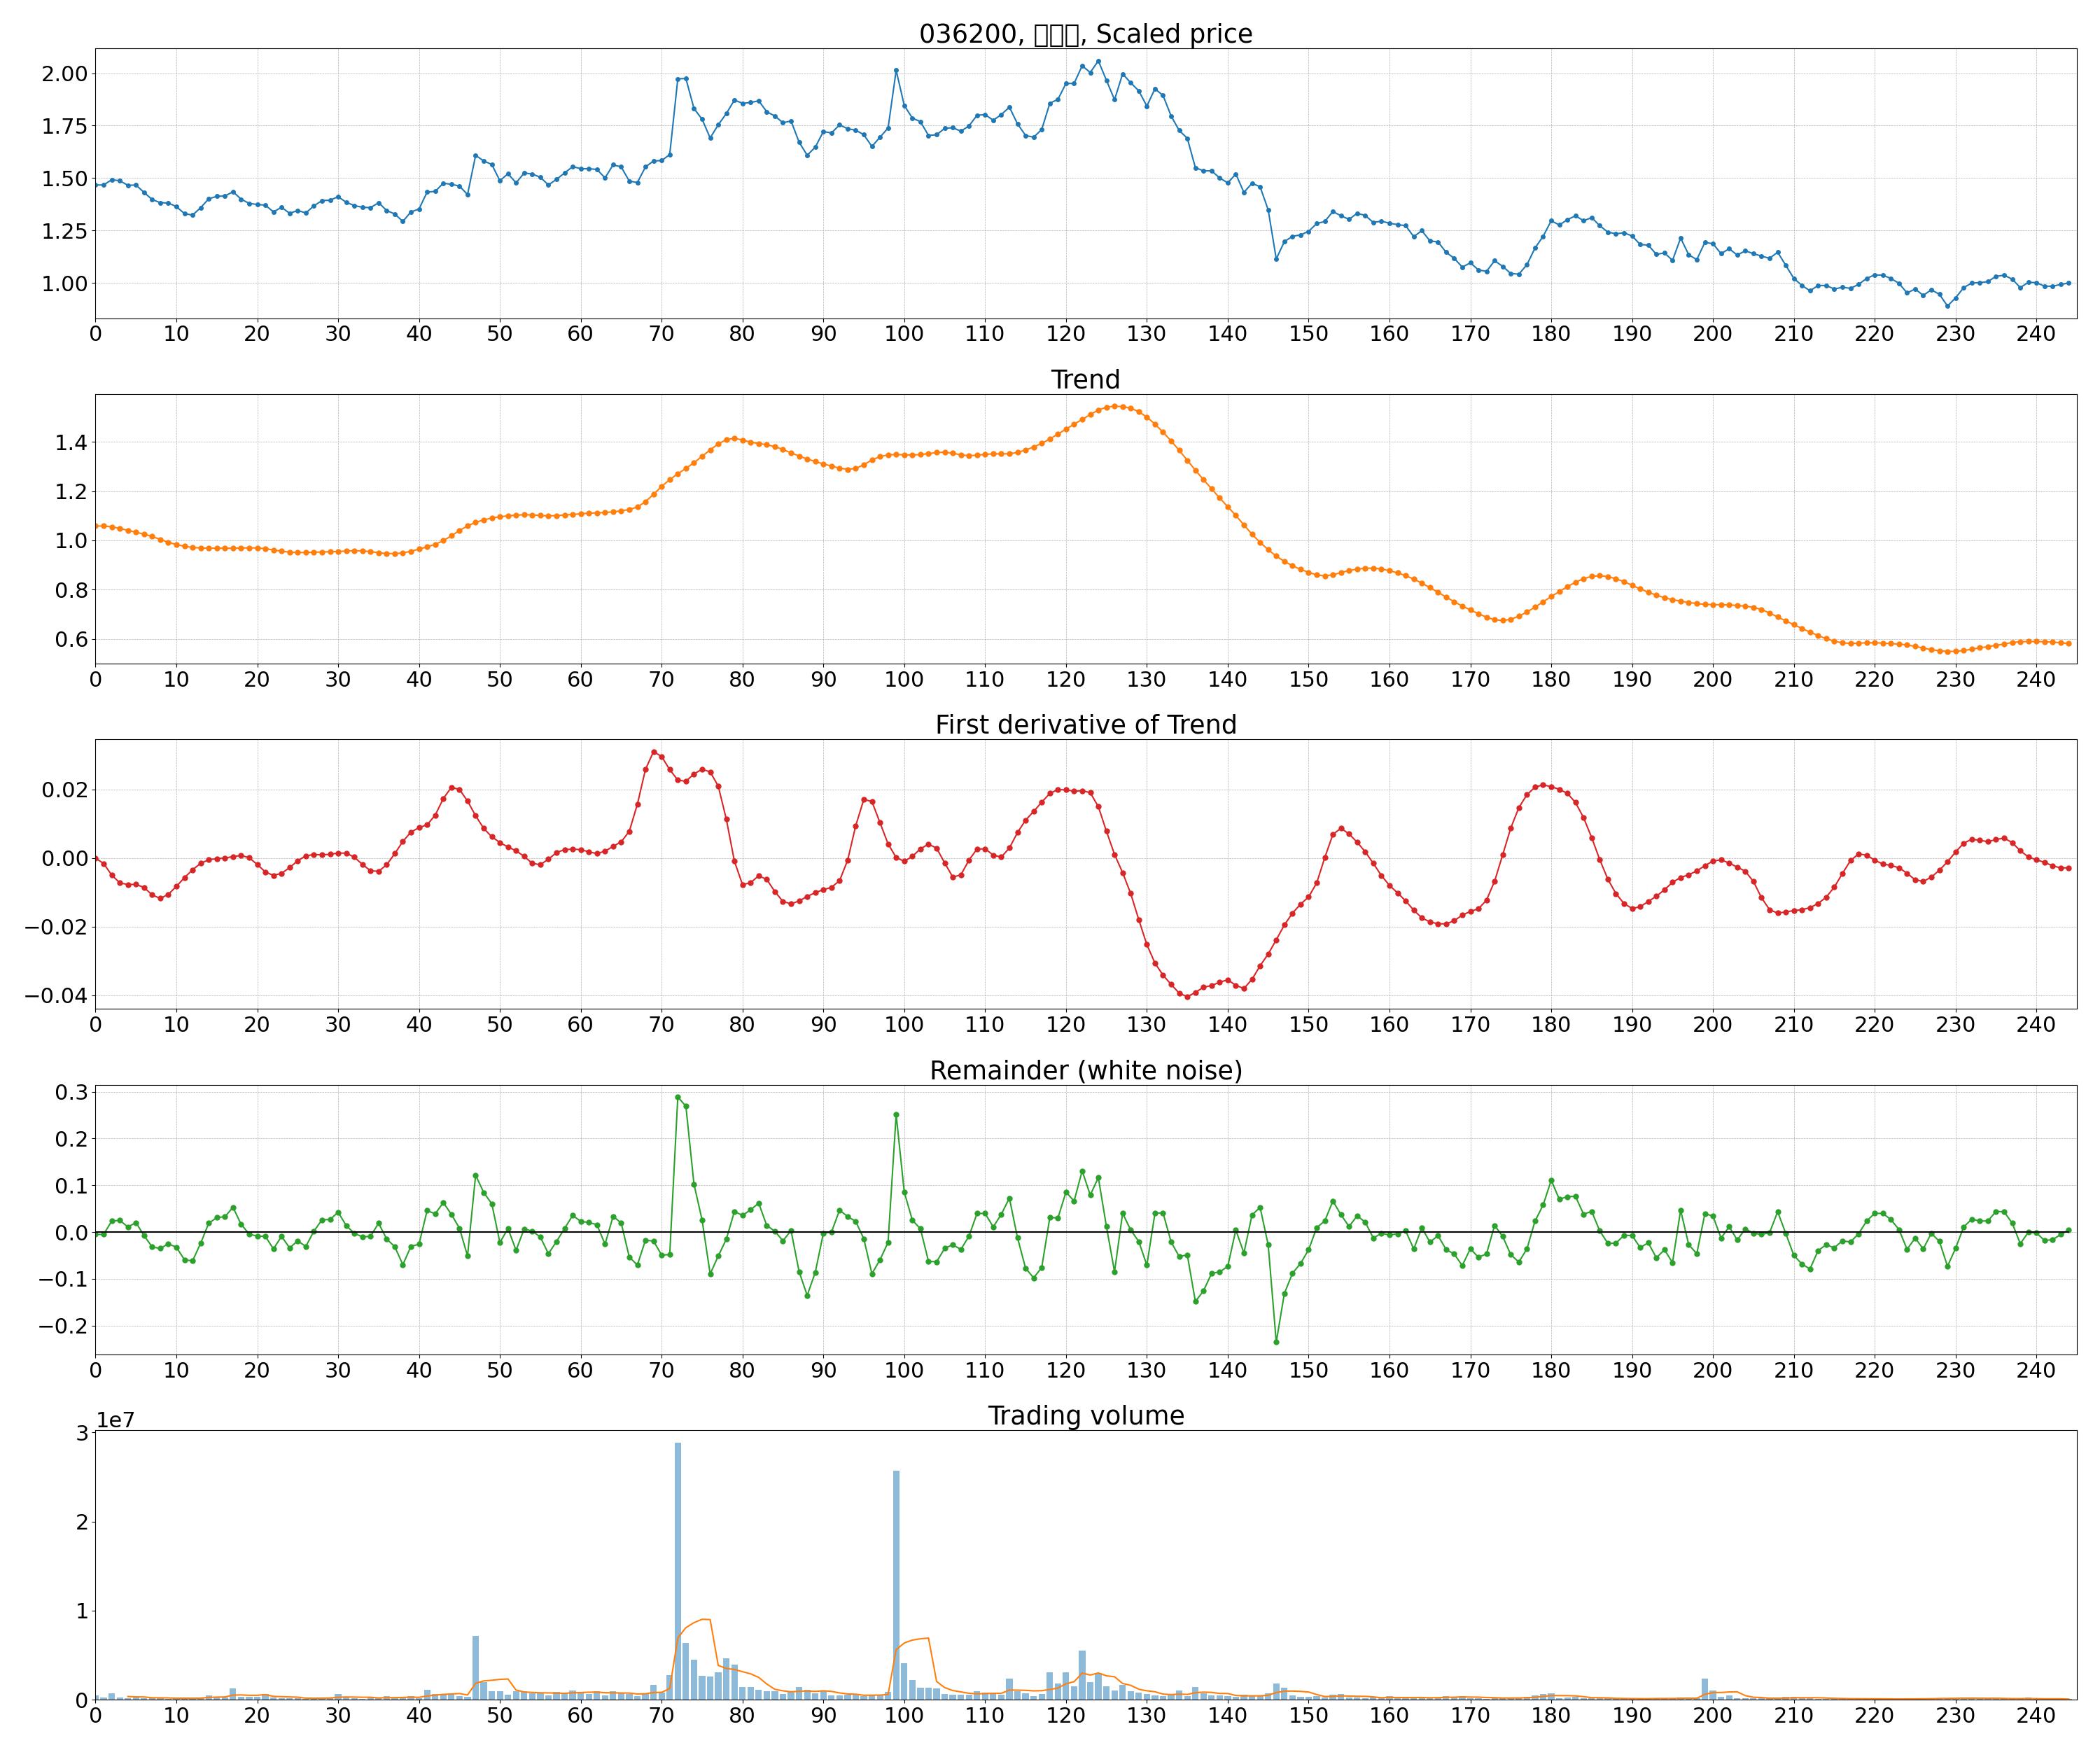 036200, □□□, Scaled price
2.00
1.75
1.50
1.25
1.00
0 10 20 30 40 50 60 70 80 90 100 110 120 130 140 150 160 170 180 190 200 210 220 230 240
Trend
1.4
1.2
1.0
0.8
0.6
0 10 20 30 40 50 60 70 80 90 100 110 120 130 140 150 160 170 180 190 200 210 220 230 240
First derivative of Trend
0.02
0.00
−0.02
−0.04
0 10 20 30 40 50 60 70 80 90 100 110 120 130 140 150 160 170 180 190 200 210 220 230 240
Remainder (white noise)
0.3
0.2
0.1
0.0
−0.1
−0.2
0 10 20 30 40 50 60 70 80 90 100 110 120 130 140 150 160 170 180 190 200 210 220 230 240
Trading volume
1e7
3
2
1
0
0 10 20 30 40 50 60 70 80 90 100 110 120 130 140 150 160 170 180 190 200 210 220 230 240